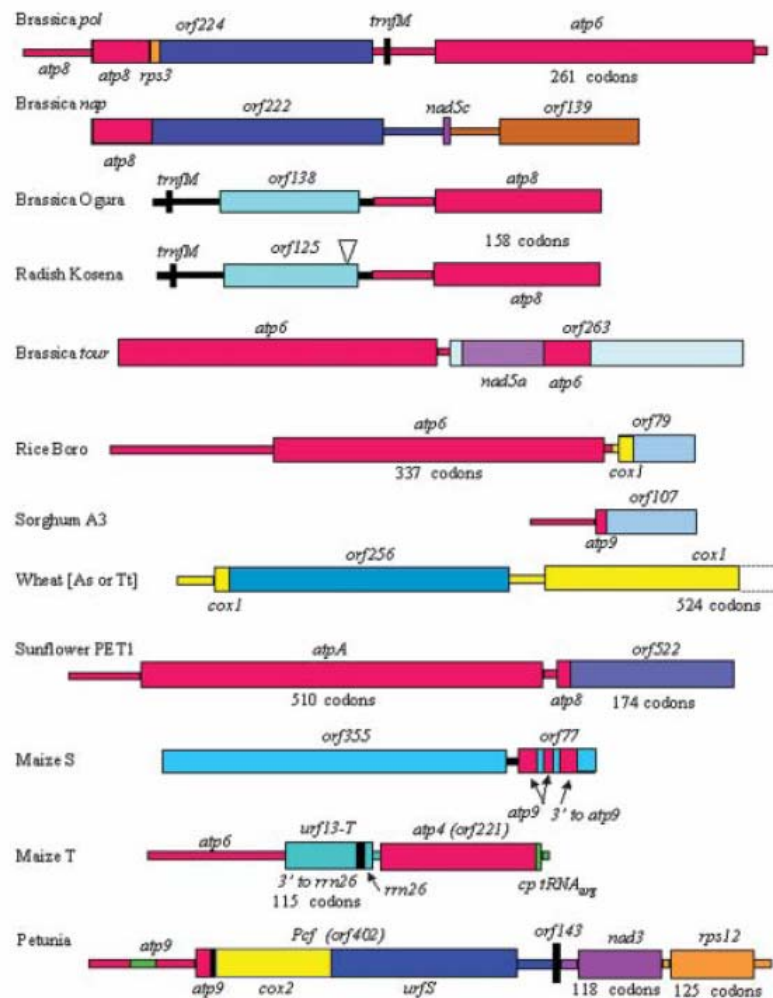 Brassica pol orf224 trnfM atp6
atp8 atp8 rps3 261 codons
Brassica nap orf222 nad5c orf139
atp8
Brassica Ogura trnfM orf138 atp8
158 codons
Radish Kosena trnfM orf125
atp8
Brassica tour atp6 orf263
nad5a atp6
Rice Boro atp6 orf79
337 codons cox1
Sorghum A3 orf107
atp9
Wheat [As or Tt] orf256 cox1
cox1 524 codons
Sunflower PET1 atpA orf522
510 codons atp8 174 codons
Maize S orf355 orf77
atp9 3' to atp9
Maize T atp6 urf13-T atp4 (orf221)
3' to rrn26 rrn26 cp tRNAarg
115 codons
Petunia atp9 Pcf (orf402) orf143 nad3 rps12
atp9 cox2 urfS 118 codons 125 codons